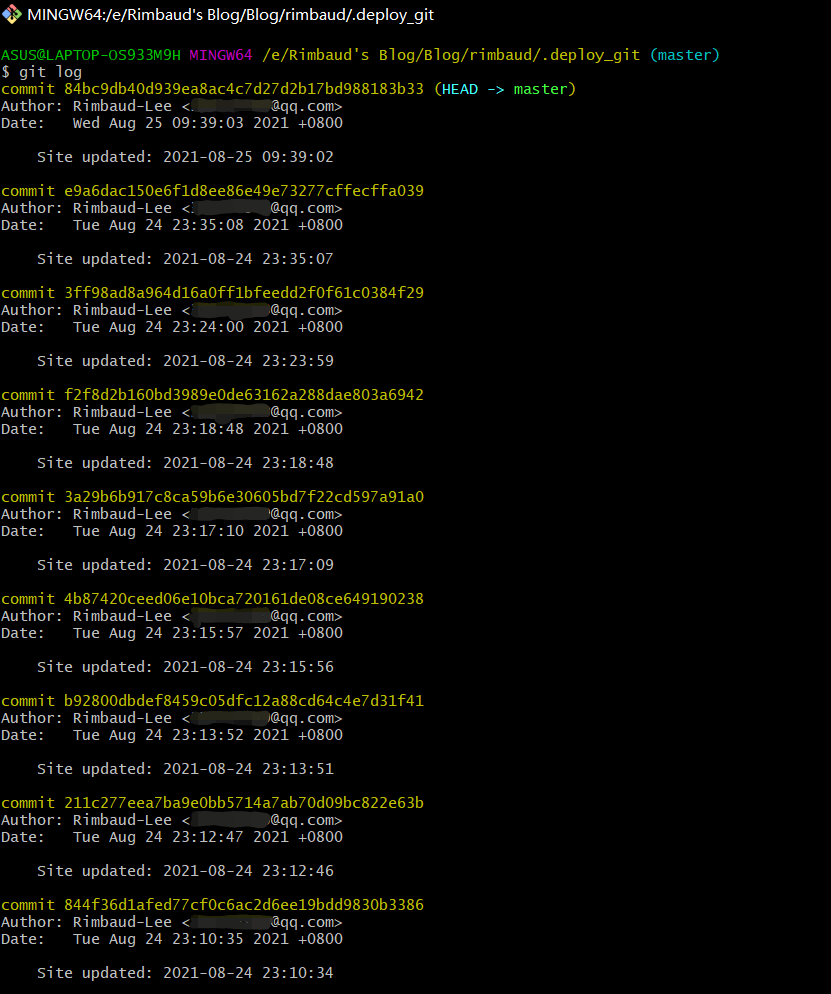 MINGW64:/e/Rimbaud's Blog/Blog/rimbaud/.deploy_git
ASUS@LAPTOP-OS933M9H MINGW64 /e/Rimbaud's Blog/Blog/rimbaud/.deploy_git (master)
$ git log
commit 84bc9db40d939ea8ac4c7d27d2b17bd988183b33 (HEAD -> master)
Author: Rimbaud-Lee < @qq.com>
Date:   Wed Aug 25 09:39:03 2021 +0800
    Site updated: 2021-08-25 09:39:02
commit e9a6dac150e6f1d8ee86e49e73277cffecffa039
Author: Rimbaud-Lee < @qq.com>
Date:   Tue Aug 24 23:35:08 2021 +0800
    Site updated: 2021-08-24 23:35:07
commit 3ff98ad8a964d16a0ff1bfeedd2f0f61c0384f29
Author: Rimbaud-Lee < @qq.com>
Date:   Tue Aug 24 23:24:00 2021 +0800
    Site updated: 2021-08-24 23:23:59
commit f2f8d2b160bd3989e0de63162a288dae803a6942
Author: Rimbaud-Lee < @qq.com>
Date:   Tue Aug 24 23:18:48 2021 +0800
    Site updated: 2021-08-24 23:18:48
commit 3a29b6b917c8ca59b6e30605bd7f22cd597a91a0
Author: Rimbaud-Lee < @qq.com>
Date:   Tue Aug 24 23:17:10 2021 +0800
    Site updated: 2021-08-24 23:17:09
commit 4b87420ceed06e10bca720161de08ce649190238
Author: Rimbaud-Lee < @qq.com>
Date:   Tue Aug 24 23:15:57 2021 +0800
    Site updated: 2021-08-24 23:15:56
commit b92800dbdef8459c05dfc12a88cd64c4e7d31f41
Author: Rimbaud-Lee < @qq.com>
Date:   Tue Aug 24 23:13:52 2021 +0800
    Site updated: 2021-08-24 23:13:51
commit 211c277eea7ba9e0bb5714a7ab70d09bc822e63b
Author: Rimbaud-Lee < @qq.com>
Date:   Tue Aug 24 23:12:47 2021 +0800
    Site updated: 2021-08-24 23:12:46
commit 844f36d1afed77cf0c6ac2d6ee19bdd9830b3386
Author: Rimbaud-Lee < @qq.com>
Date:   Tue Aug 24 23:10:35 2021 +0800
    Site updated: 2021-08-24 23:10:34